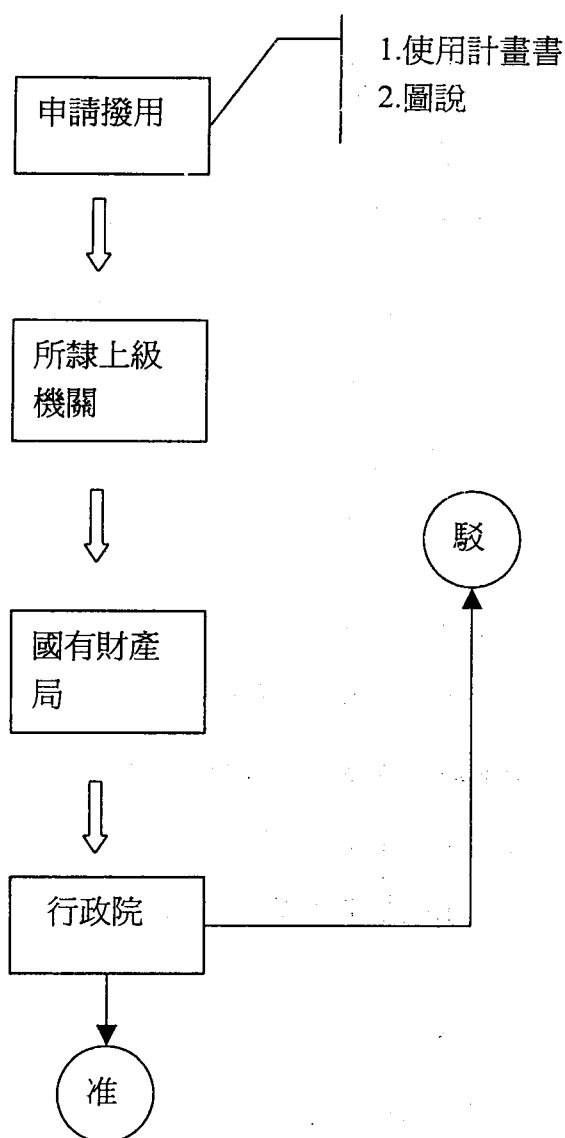 1.使用計畫書
2.圖說
申請撥用
所隸上級
機關
駁
國有財產
局
行政院
准